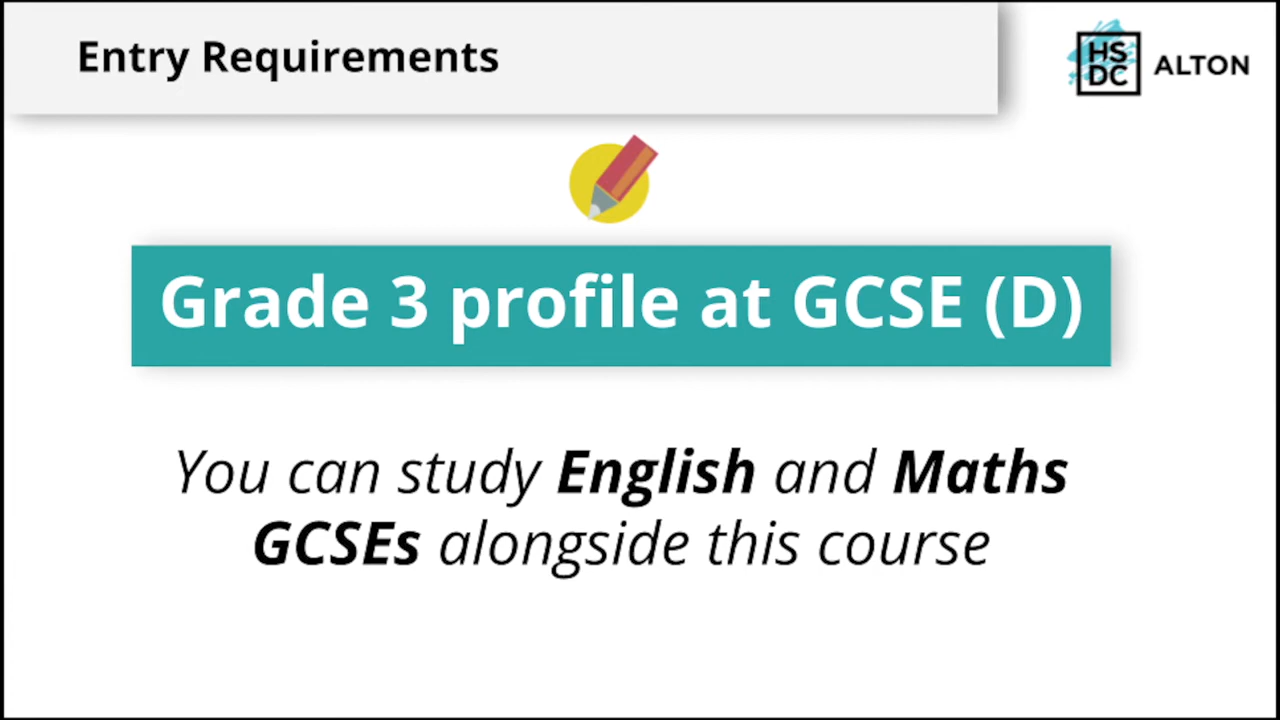 Entry Requirements
HS
DC
ALTON
Grade 3 profile at GCSE (D)
You can study English and Maths
GCSEs alongside this course